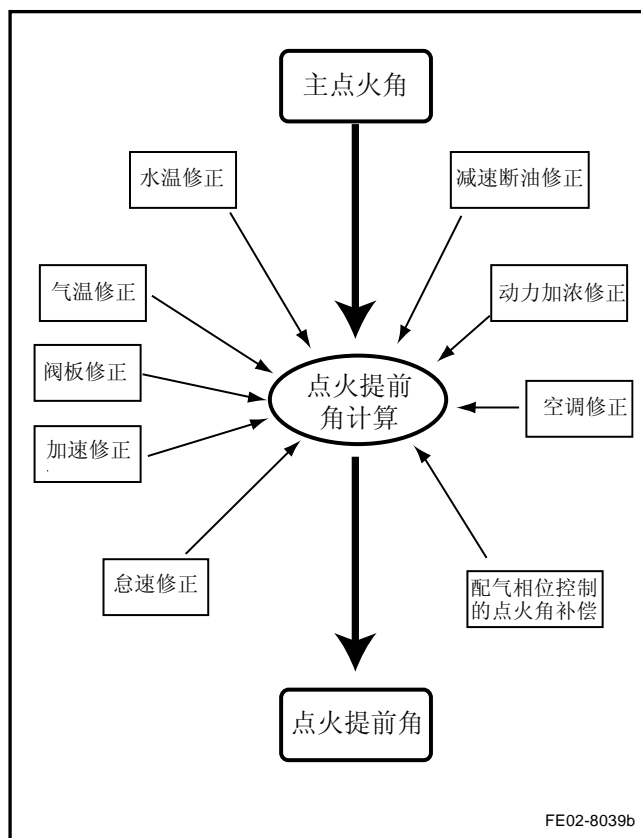 主点火角
水温修正
减速断油修正
气温修正
动力加浓修正
阀板修正
点火提前
角计算
空调修正
加速修正
怠速修正
配气相位控制
的点火角补偿
点火提前角
FE02-8039b